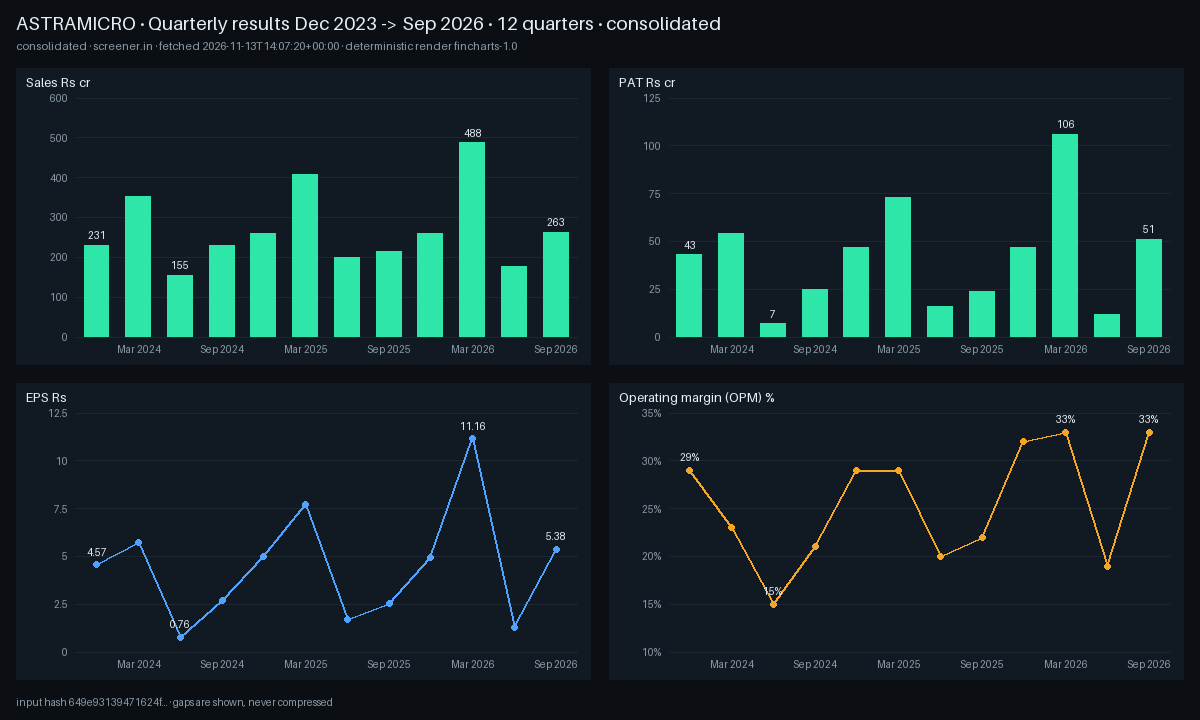 ASTRAMICRO · Quarterly results Dec 2023 -> Sep 2026 · 12 quarters · consolidated
consolidated · screener.in · fetched 2026-11-13T14:07:20+00:00 · deterministic render fincharts-1.0
Sales Rs cr
600
500
400
300
200
100
0
231
155
488
263
Mar 2024
Sep 2024
Mar 2025
Sep 2025
Mar 2026
Sep 2026
PAT Rs cr
125
100
75
50
25
0
43
7
106
51
Mar 2024
Sep 2024
Mar 2025
Sep 2025
Mar 2026
Sep 2026
EPS Rs
12.5
10
7.5
5
2.5
0
4.57
0.76
11.16
5.38
Mar 2024
Sep 2024
Mar 2025
Sep 2025
Mar 2026
Sep 2026
Operating margin (OPM) %
35%
30%
25%
20%
15%
10%
29%
15%
33%
33%
Mar 2024
Sep 2024
Mar 2025
Sep 2025
Mar 2026
Sep 2026
input hash 649e93139471624f… · gaps are shown, never compressed